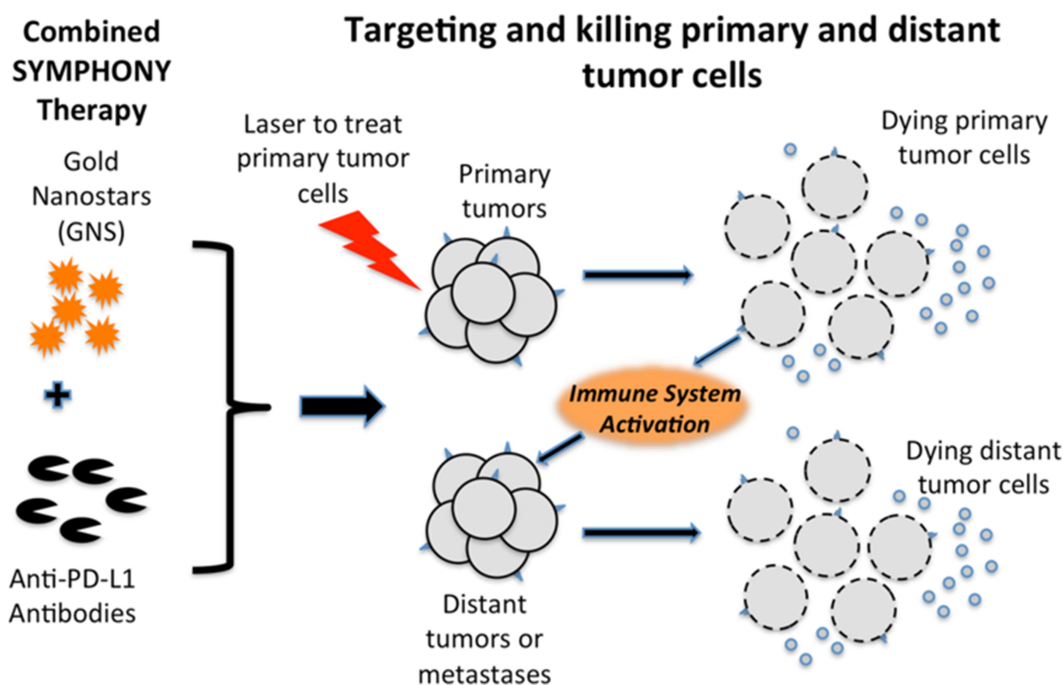 Combined
SYMPHONY
Therapy
Gold
Nanostars
(GNS)
Anti-PD-L1
Antibodies
Targeting and killing primary and distant
tumor cells
Laser to treat
primary tumor
cells
Primary
tumors
Dying primary
tumor cells
Immune System
Activation
Distant
tumors or
metastases
Dying distant
tumor cells